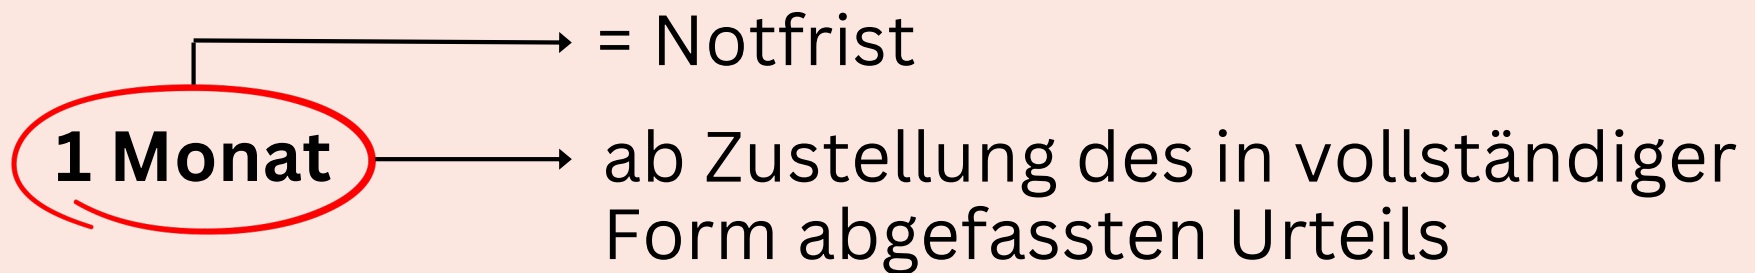 = Notfrist
1 Monat
ab Zustellung des in vollständiger
Form abgefassten Urteils